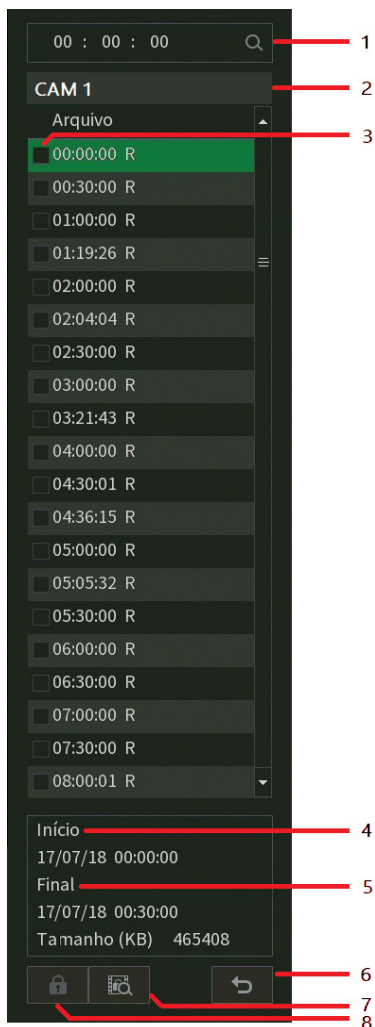 00 : 00 : 00
1
CAM 1
2
Arquivo
3
00:00:00 R
00:30:00 R
01:00:00 R
01:19:26 R
02:00:00 R
02:04:04 R
02:30:00 R
03:00:00 R
03:21:43 R
04:00:00 R
04:30:01 R
04:36:15 R
05:00:00 R
05:05:32 R
05:30:00 R
06:00:00 R
06:30:00 R
07:00:00 R
07:30:00 R
08:00:01 R
Início
4
17/07/18 00:00:00
Final
5
17/07/18 00:30:00
Tamanho (KB) 465408
6
7
8